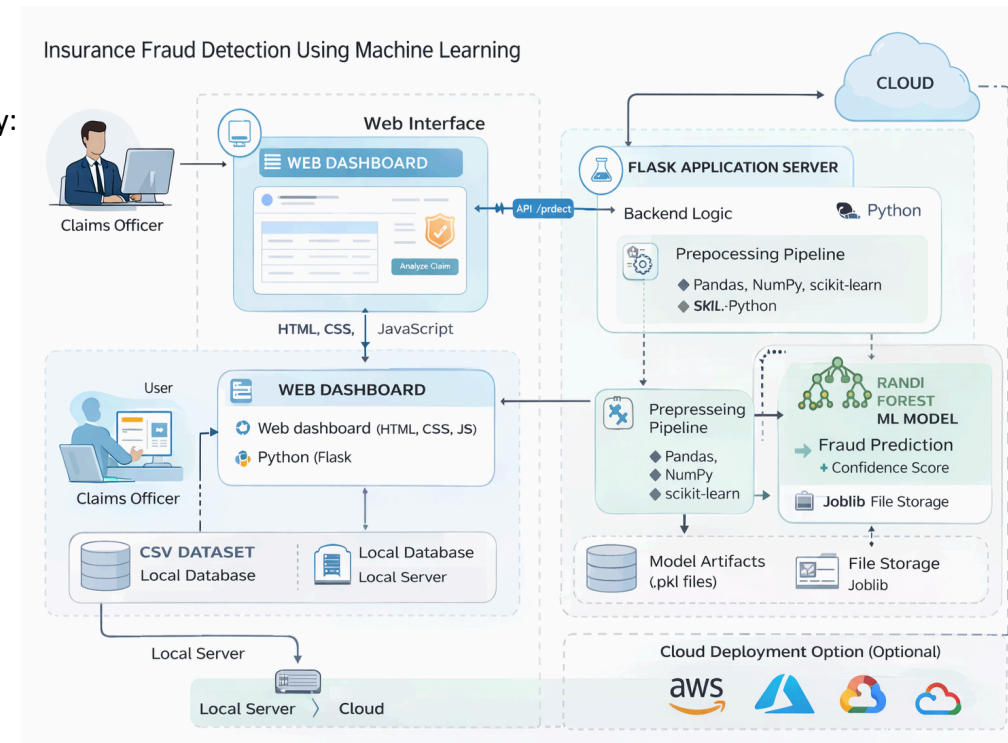 Insurance Fraud Detection Using Machine Learning
y:
CLOUD
Web Interface
WEB DASHBOARD
Analyze Claim
Claims Officer
API /prdect
FLASK APPLICATION SERVER
Backend Logic
Python
Prepocessing Pipeline
Pandas, NumPy, scikit-learn
SKIL.-Python
HTML, CSS, JavaScript
User
Claims Officer
WEB DASHBOARD
Web dashboard (HTML, CSS, JS)
Python (Flask
Prepresseing
Pipeline
Pandas,
NumPy
scikit-learn
RANDI
FOREST
ML MODEL
Fraud Prediction
+ Confidence Score
Joblib File Storage
CSV DATASET
Local Database
Local Database
Local Server
Model Artifacts
(.pkl files)
File Storage
Joblib
Local Server
Local Server > Cloud
Cloud Deployment Option (Optional)
aws